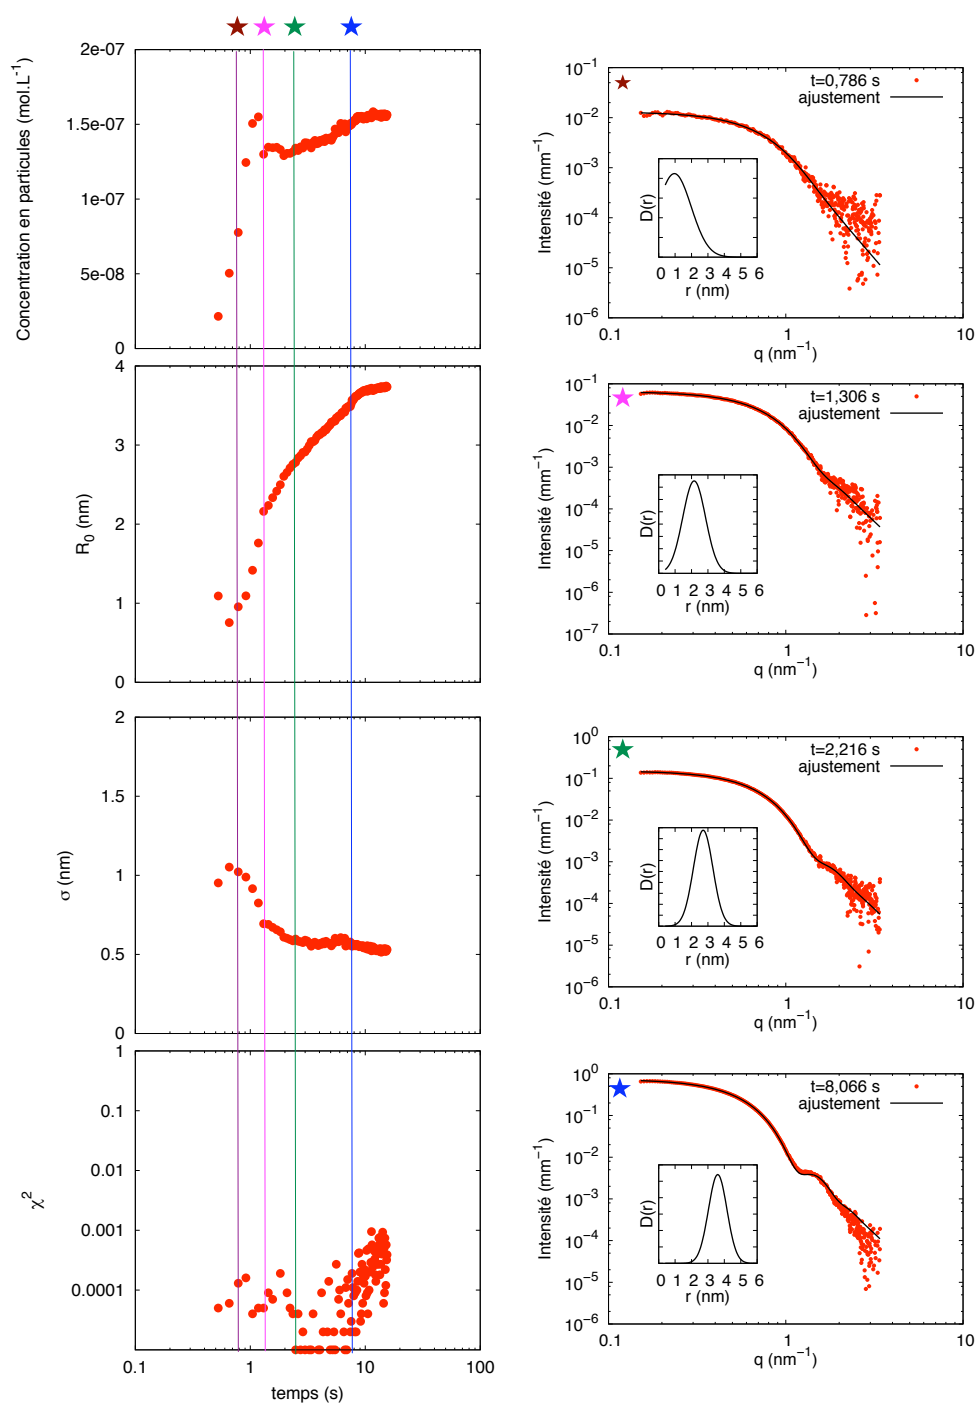 2e-07
1.5e-07
1e-07
5e-08
0
Concentration en particules (mol.L⁻¹)
4
3
2
1
0
R₀ (nm)
2
1.5
1
0.5
0
σ (nm)
1
0.1
0.01
0.001
0.0001
χ²
0.1 1 10 100
temps (s)
10⁻¹
10⁻²
10⁻³
10⁻⁴
10⁻⁵
10⁻⁶
Intensité (mm⁻¹)
t=0,786 s
ajustement
D(r)
0 1 2 3 4 5 6
r (nm)
0.1 1 10
q (nm⁻¹)
10⁻¹
10⁻²
10⁻³
10⁻⁴
10⁻⁵
10⁻⁶
10⁻⁷
Intensité (mm⁻¹)
t=1,306 s
ajustement
D(r)
0 1 2 3 4 5 6
r (nm)
0.1 1 10
q (nm⁻¹)
10⁰
10⁻¹
10⁻²
10⁻³
10⁻⁴
10⁻⁵
10⁻⁶
Intensité (mm⁻¹)
t=2,216 s
ajustement
D(r)
0 1 2 3 4 5 6
r (nm)
0.1 1 10
q (nm⁻¹)
10⁰
10⁻¹
10⁻²
10⁻³
10⁻⁴
10⁻⁵
10⁻⁶
Intensité (mm⁻¹)
t=8,066 s
ajustement
D(r)
0 1 2 3 4 5 6
r (nm)
0.1 1 10
q (nm⁻¹)